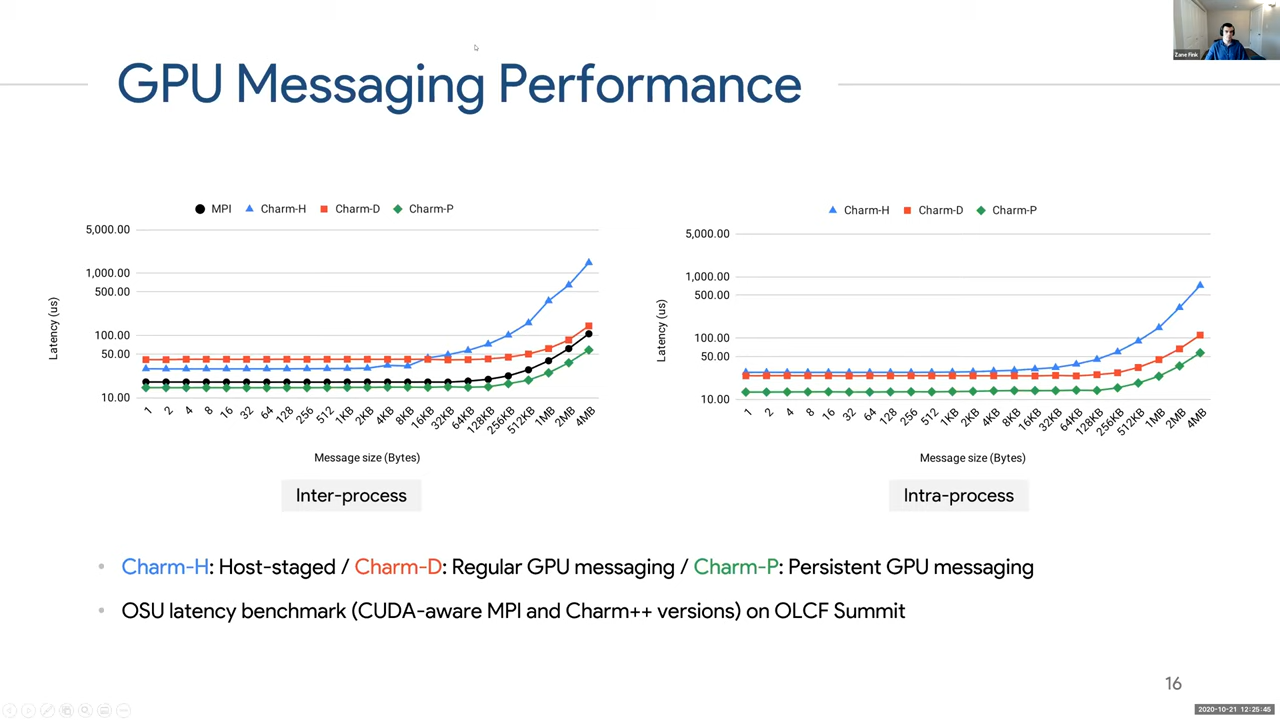 Zane Fink
GPU Messaging Performance
MPI Charm-H Charm-D Charm-P
5,000.00
1,000.00
500.00
100.00
50.00
10.00
Latency (us)
1 2 4 8 16 32 64 128 256 512 1KB 2KB 4KB 8KB 16KB 32KB 64KB 128KB 256KB 512KB 1MB 2MB 4MB
Message size (Bytes)
Inter-process
Charm-H Charm-D Charm-P
5,000.00
1,000.00
500.00
100.00
50.00
10.00
Latency (us)
1 2 4 8 16 32 64 128 256 512 1KB 2KB 4KB 8KB 16KB 32KB 64KB 128KB 256KB 512KB 1MB 2MB 4MB
Message size (Bytes)
Intra-process
• Charm-H: Host-staged / Charm-D: Regular GPU messaging / Charm-P: Persistent GPU messaging
• OSU latency benchmark (CUDA-aware MPI and Charm++ versions) on OLCF Summit
16
2020-10-21 12:25:45